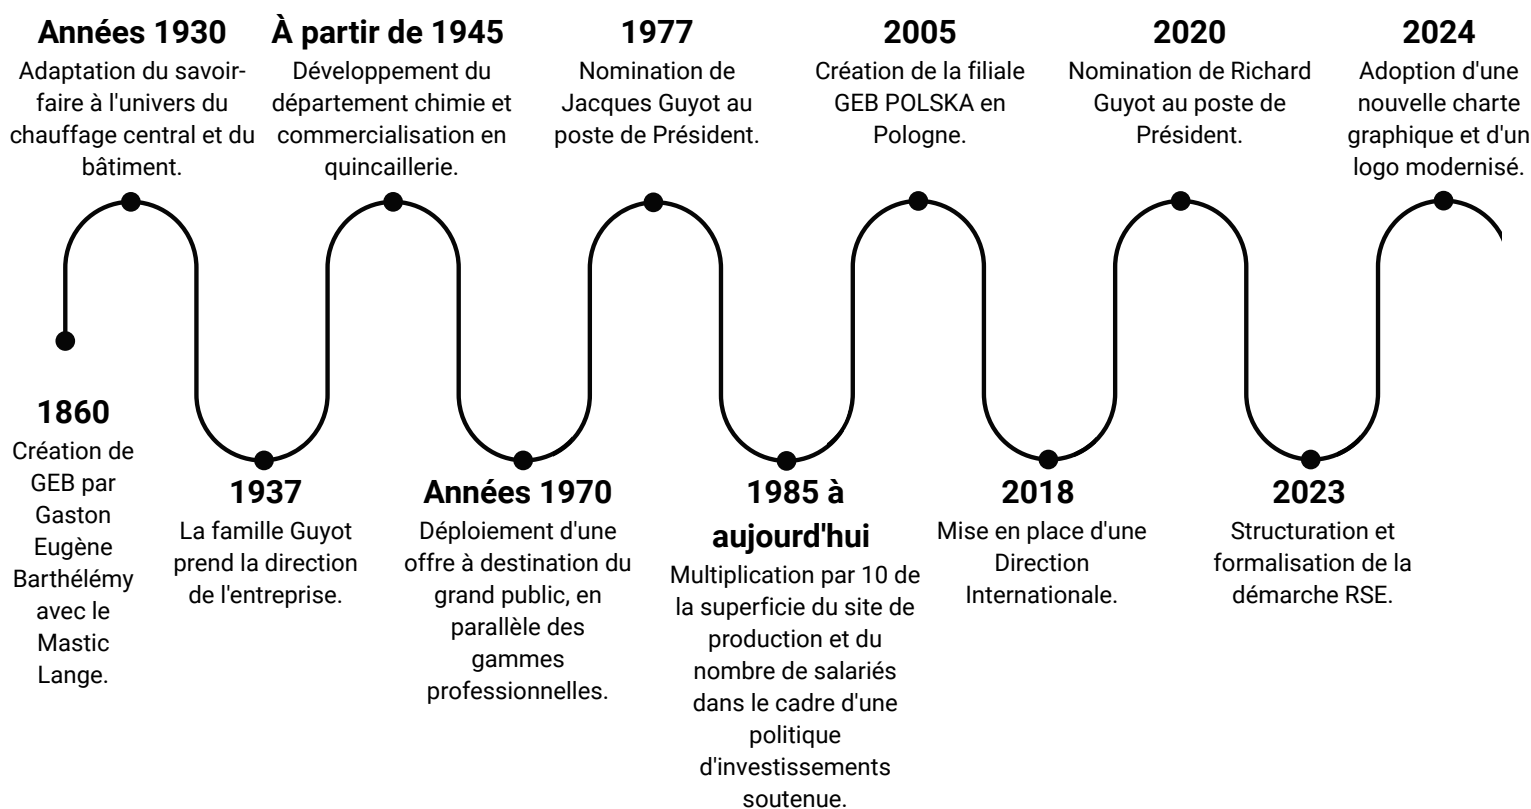 1860
Création de
GEB par
Gaston
Eugène
Barthélémy
avec le
Mastic
Lange.
Années 1930
Adaptation du savoir-
faire à l'univers du
chauffage central et du
bâtiment.
1937
La famille Guyot
prend la direction
de l'entreprise.
À partir de 1945
Développement du
département chimie et
commercialisation en
quincaillerie.
Années 1970
Déploiement d'une
offre à destination du
grand public, en
parallèle des
gammes
professionnelles.
1977
Nomination de
Jacques Guyot au
poste de Président.
1985 à
aujourd'hui
Multiplication par 10 de
la superficie du site de
production et du
nombre de salariés
dans le cadre d'une
politique
d'investissements
soutenue.
2005
Création de la filiale
GEB POLSKA en
Pologne.
2018
Mise en place d'une
Direction
Internationale.
2020
Nomination de Richard
Guyot au poste de
Président.
2023
Structuration et
formalisation de la
démarche RSE.
2024
Adoption d'une
nouvelle charte
graphique et d'un
logo modernisé.